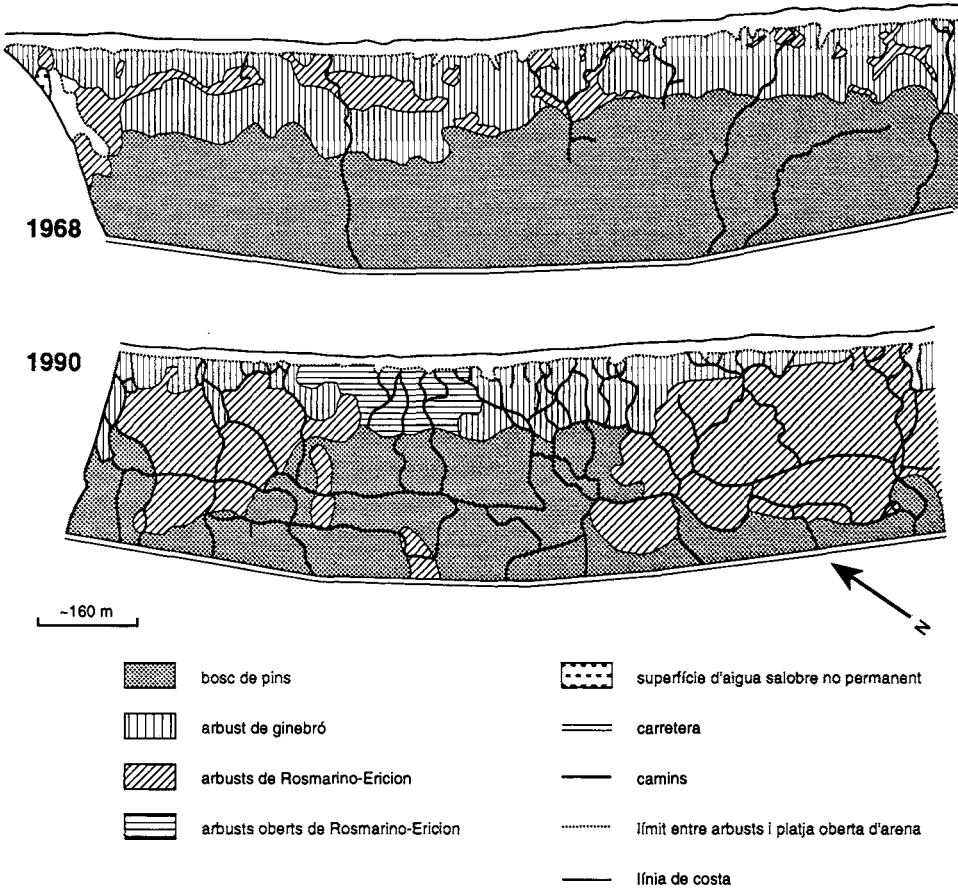 1968
1990
~160 m
N
bosc de pins
arbust de ginebró
arbusts de Rosmarino-Ericion
arbusts oberts de Rosmarino-Ericion
superfície d'aigua salobre no permanent
carretera
camins
límit entre arbusts i platja oberta d'arena
línia de costa